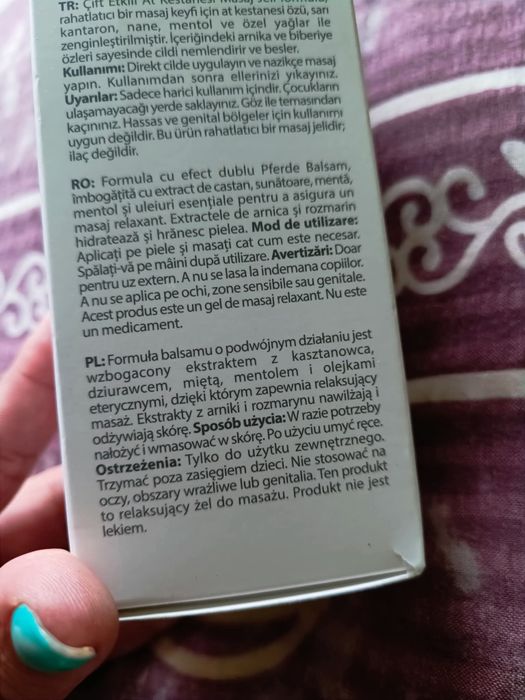 TR: Çift Etkili At Kestanesi Masaj Jeli formula,
rahatlatıcı bir masaj keyfi için at kestanesi özü, sarı
kantaron, nane, mentol ve özel yağlar ile
zenginleştirilmiştir. İçeriğindeki arnika ve biberiye
özleri sayesinde cildi nemlendirir ve besler.
Kullanımı: Direkt cilde uygulayın ve nazikçe masaj
yapın. Kullanımdan sonra ellerinizi yıkayınız.
Uyarılar: Sadece harici kullanım içindir. Çocukların
ulaşamayacağı yerde saklayınız. Göz ile temasından
kaçınınız. Hassas ve genital bölgeler için kullanımı
uygun değildir. Bu ürün rahatlatıcı bir masaj jelidir;
ilaç değildir.
RO: Formula cu efect dublu Pferde Balsam,
îmbogățită cu extract de castan, sunătoare, mentă,
mentol și uleiuri esențiale pentru a asigura un
masaj relaxant. Extractele de arnica și rozmarin
hidratează și hrănesc pielea. Mod de utilizare:
Aplicați pe piele și masați cat cum este necesar.
Spălați-vă pe mâini după utilizare. Avertizări: Doar
pentru uz extern. A nu se lasa la indemana copiilor.
A nu se aplica pe ochi, zone sensibile sau genitale.
Acest produs este un gel de masaj relaxant. Nu este
un medicament.
PL: Formuła balsamu o podwójnym działaniu jest
wzbogacony ekstraktem z kasztanowca,
dziurawcem, miętą, mentolem i olejkami
eterycznymi, dzięki którym zapewnia relaksujący
masaż. Ekstrakty z arniki i rozmarynu nawilżają i
odżywiają skórę. Sposób użycia: W razie potrzeby
nałożyć i wmasować w skórę. Po użyciu umyć ręce.
Ostrzeżenia: Tylko do użytku zewnętrznego.
Trzymać poza zasięgiem dzieci. Nie stosować na
oczy, obszary wrażliwe lub genitalia. Ten produkt
to relaksujący żel do masażu. Produkt nie jest
lekiem.